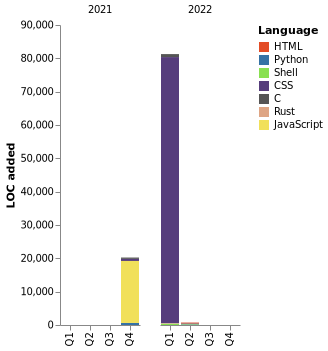 2021 2022
Language
HTML
Python
Shell
CSS
C
Rust
JavaScript
LOC added
90,000
80,000
70,000
60,000
50,000
40,000
30,000
20,000
10,000
0
Q1 Q2 Q3 Q4 Q1 Q2 Q3 Q4